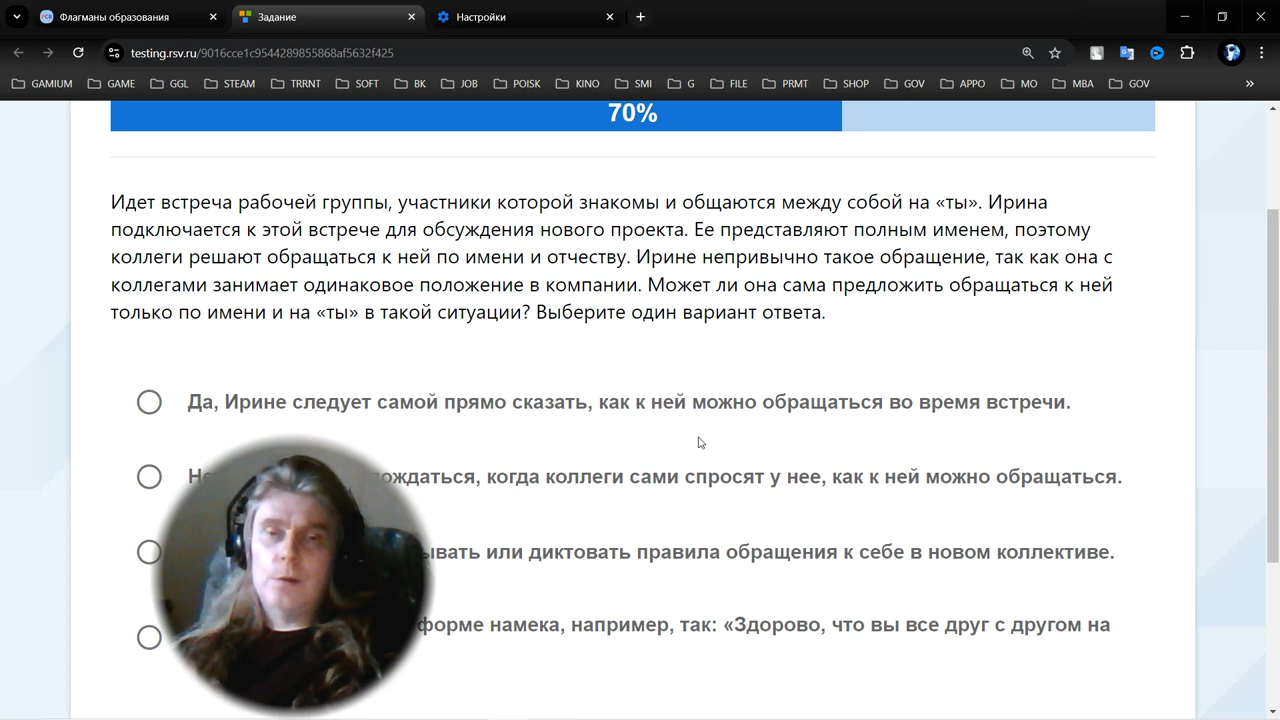 Флагманы образования
Задание
Настройки
testing.rsv.ru/9016cce1c9544289855868af5632f425
GAMIUM GAME GGL STEAM TRRNT SOFT BK JOB POISK KINO SMI G FILE PRMT SHOP GOV APPO MO MBA GOV »
70%
Идет встреча рабочей группы, участники которой знакомы и общаются между собой на «ты». Ирина
подключается к этой встрече для обсуждения нового проекта. Ее представляют полным именем, поэтому
коллеги решают обращаться к ней по имени и отчеству. Ирине непривычно такое обращение, так как она с
коллегами занимает одинаковое положение в компании. Может ли она сама предложить обращаться к ней
только по имени и на «ты» в такой ситуации? Выберите один вариант ответа.
Да, Ирине следует самой прямо сказать, как к ней можно обращаться во время встречи.
когда коллеги сами спросят у нее, как к ней можно обращаться.
или диктовать правила обращения к себе в новом коллективе.
форме намека, например, так: «Здорово, что вы все друг с другом на